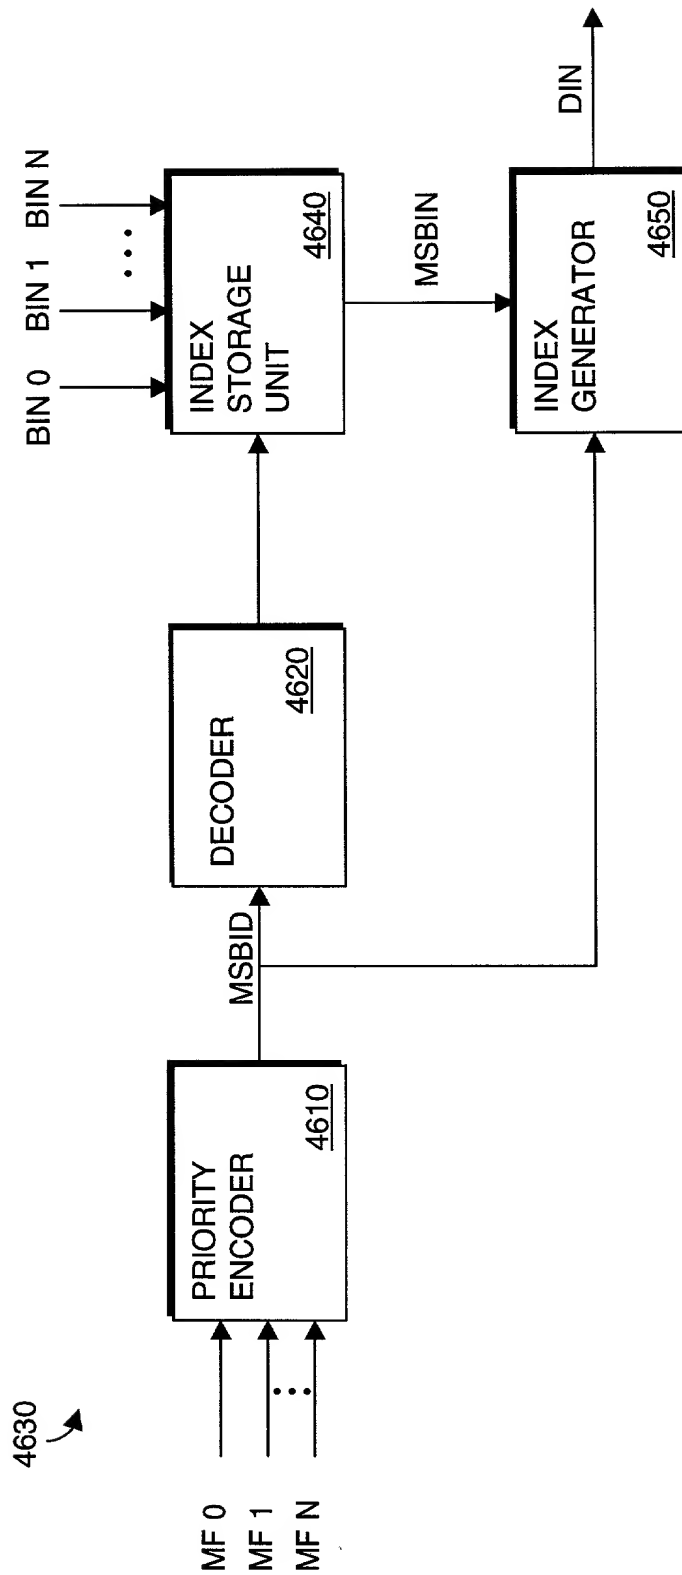 4630
MF 0
MF 1
MF N
PRIORITY
ENCODER
4610
MSBID
DECODER
4620
BIN 0
BIN 1
BIN N
INDEX
STORAGE
UNIT
4640
MSBIN
INDEX
GENERATOR
4650
DIN